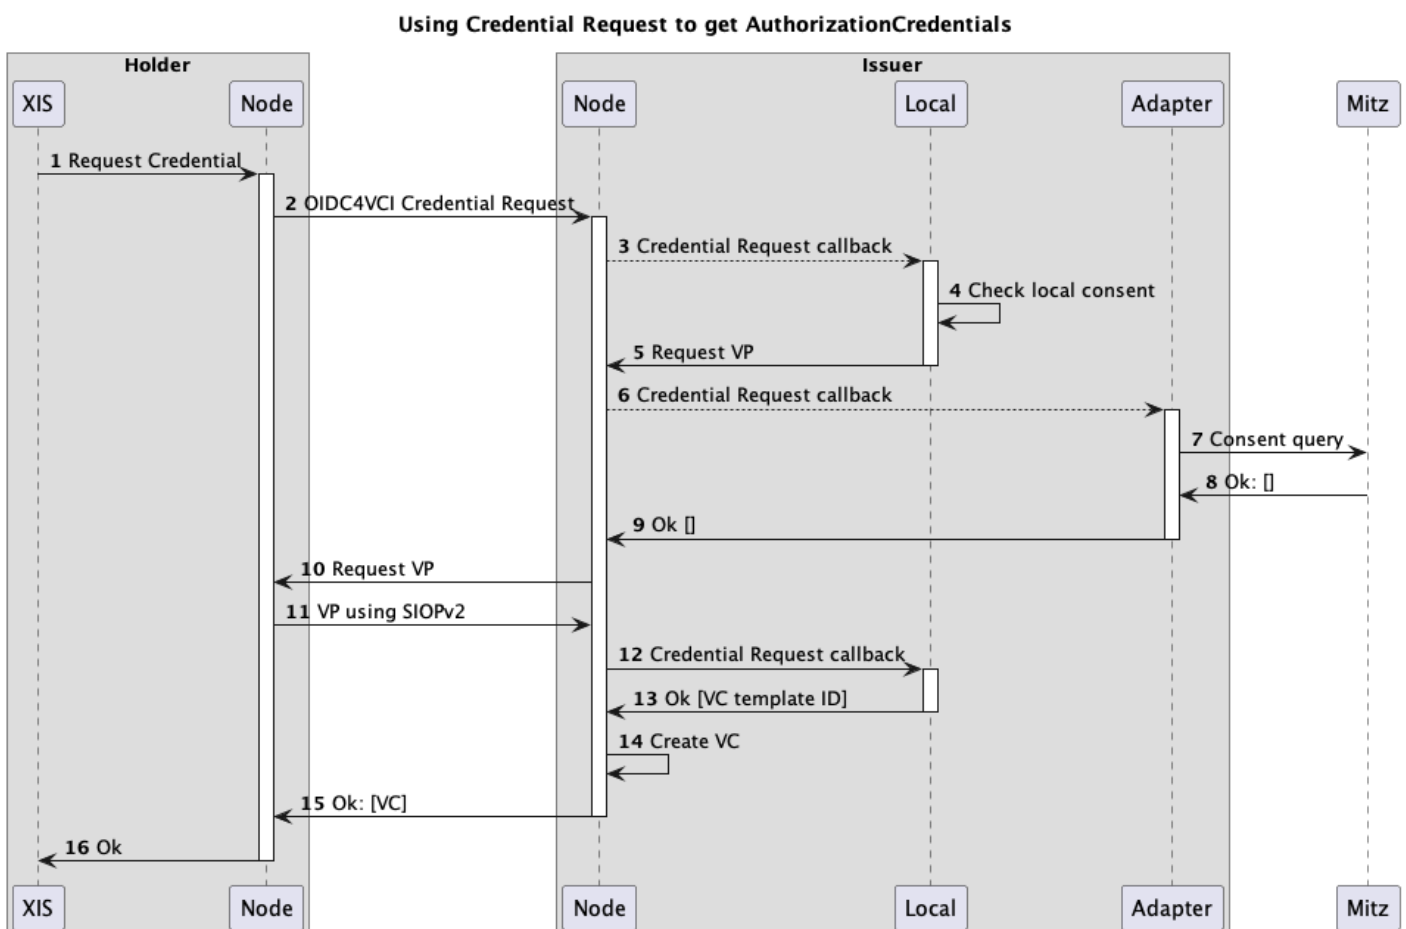 Using Credential Request to get AuthorizationCredentials
Holder
Issuer
XIS
Node
Node
Local
Adapter
Mitz
1 Request Credential
2 OIDC4VCI Credential Request
3 Credential Request callback
4 Check local consent
5 Request VP
6 Credential Request callback
7 Consent query
8 Ok: []
9 Ok []
10 Request VP
11 VP using SIOPv2
12 Credential Request callback
13 Ok [VC template ID]
14 Create VC
15 Ok: [VC]
16 Ok
XIS
Node
Node
Local
Adapter
Mitz